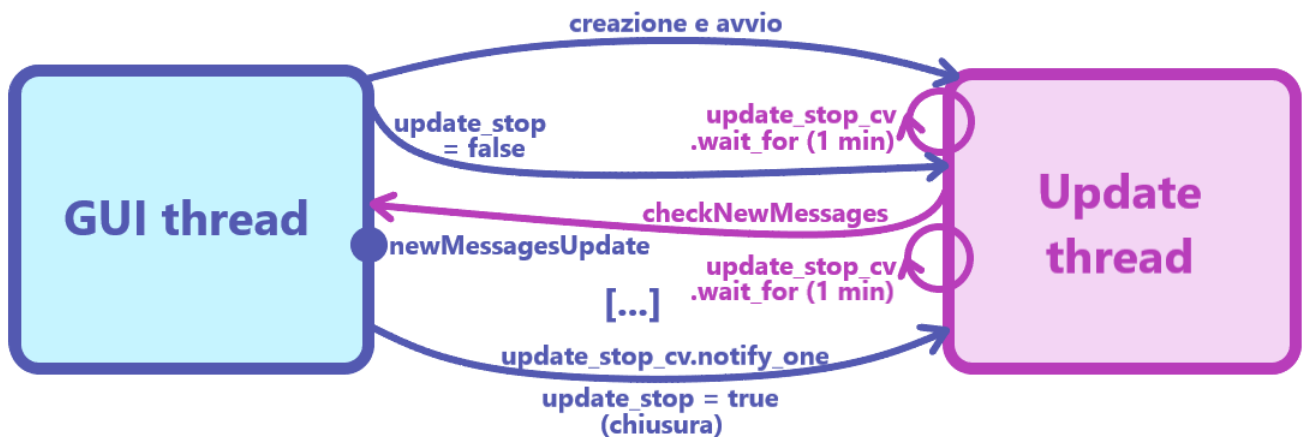 creazione e avvio
update_stop
= false
update_stop_cv
.wait_for (1 min)
GUI thread
Update
thread
checkNewMessages
newMessagesUpdate
update_stop_cv
.wait_for (1 min)
[...]
update_stop_cv.notify_one
update_stop = true
(chiusura)